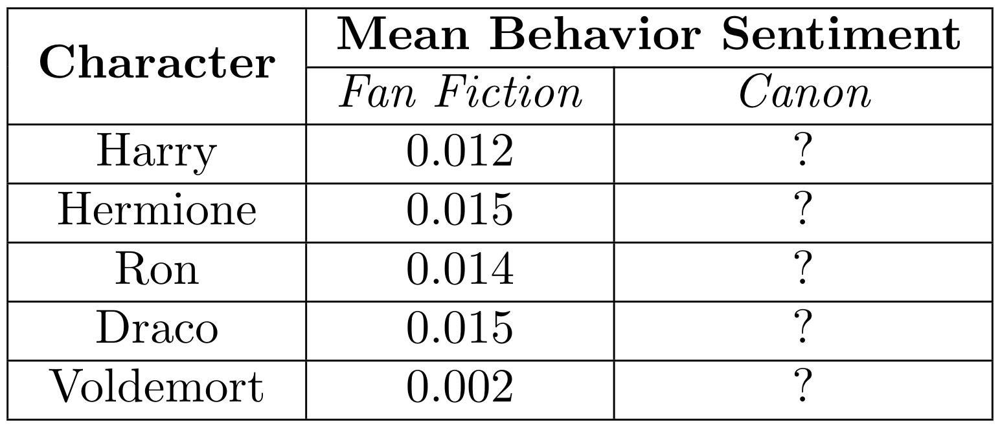 Character Mean Behavior Sentiment
Fan Fiction Canon
Harry 0.012 ?
Hermione 0.015 ?
Ron 0.014 ?
Draco 0.015 ?
Voldemort 0.002 ?